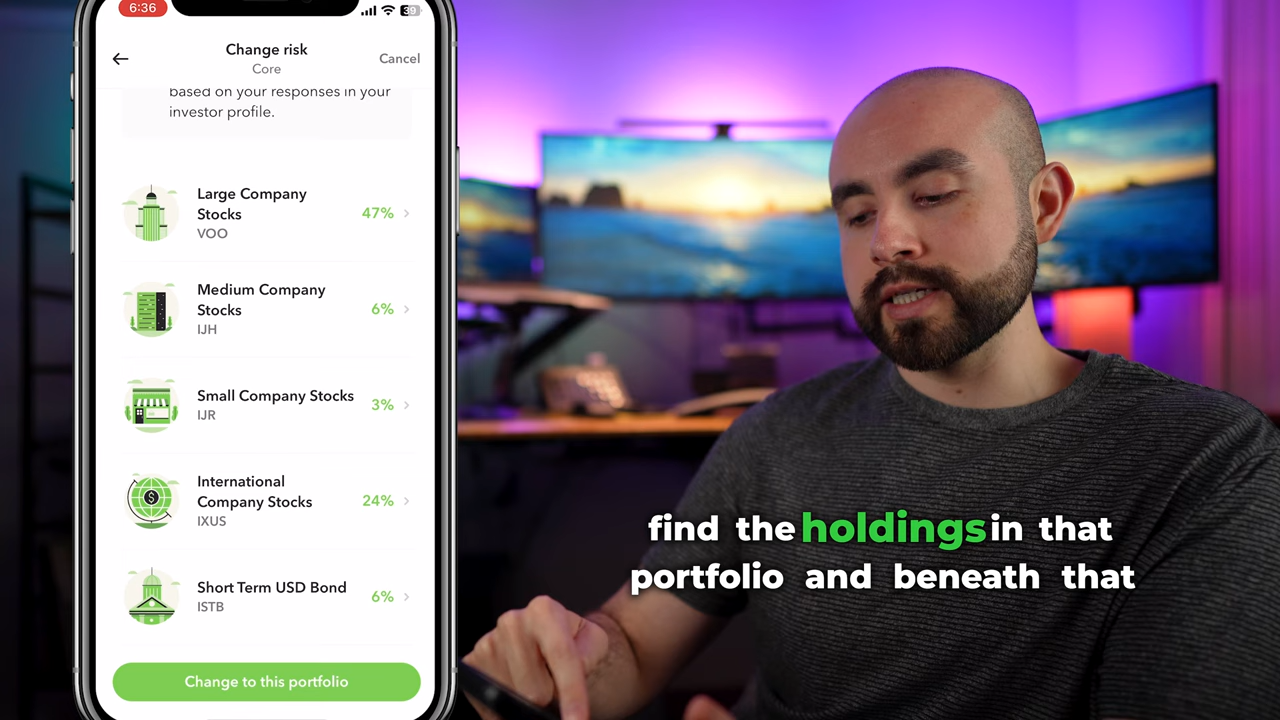 6:36
39
Change risk
Core
Cancel
based on your responses in your
investor profile.
Large Company
Stocks
VOO
47%
Medium Company
Stocks
IJH
6%
Small Company Stocks
IJR
3%
International
Company Stocks
IXUS
24%
Short Term USD Bond
ISTB
6%
Change to this portfolio
find the holdings in that
portfolio and beneath that